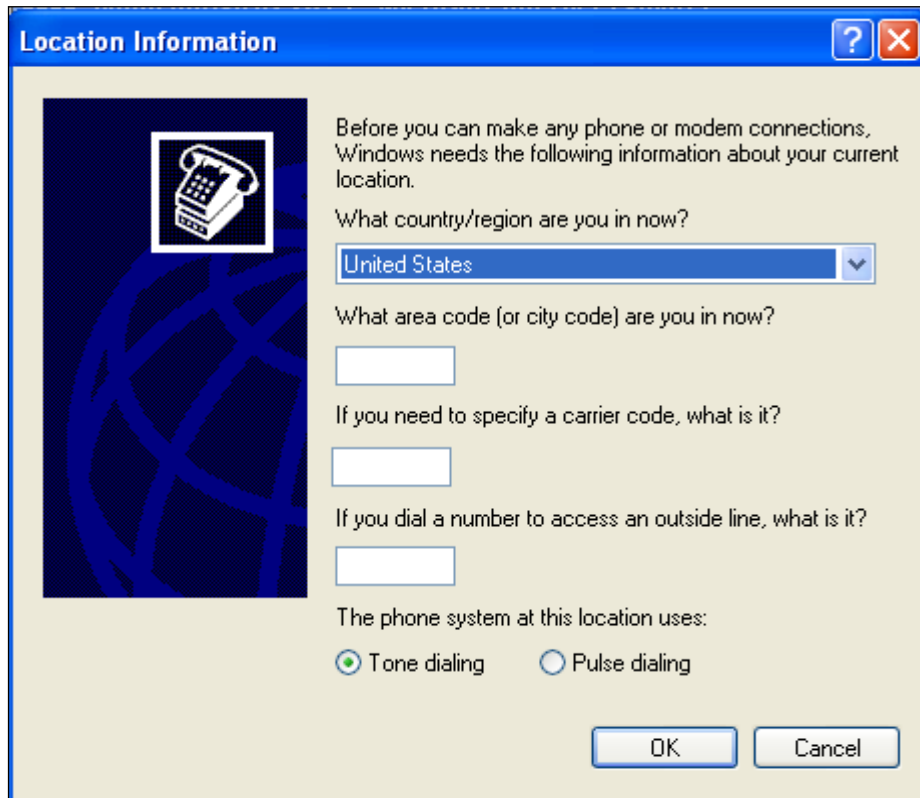 Location Information
?
Before you can make any phone or modem connections,
Windows needs the following information about your current
location.
What country/region are you in now?
United States
What area code (or city code) are you in now?
If you need to specify a carrier code, what is it?
If you dial a number to access an outside line, what is it?
The phone system at this location uses:
Tone dialing Pulse dialing
OK Cancel